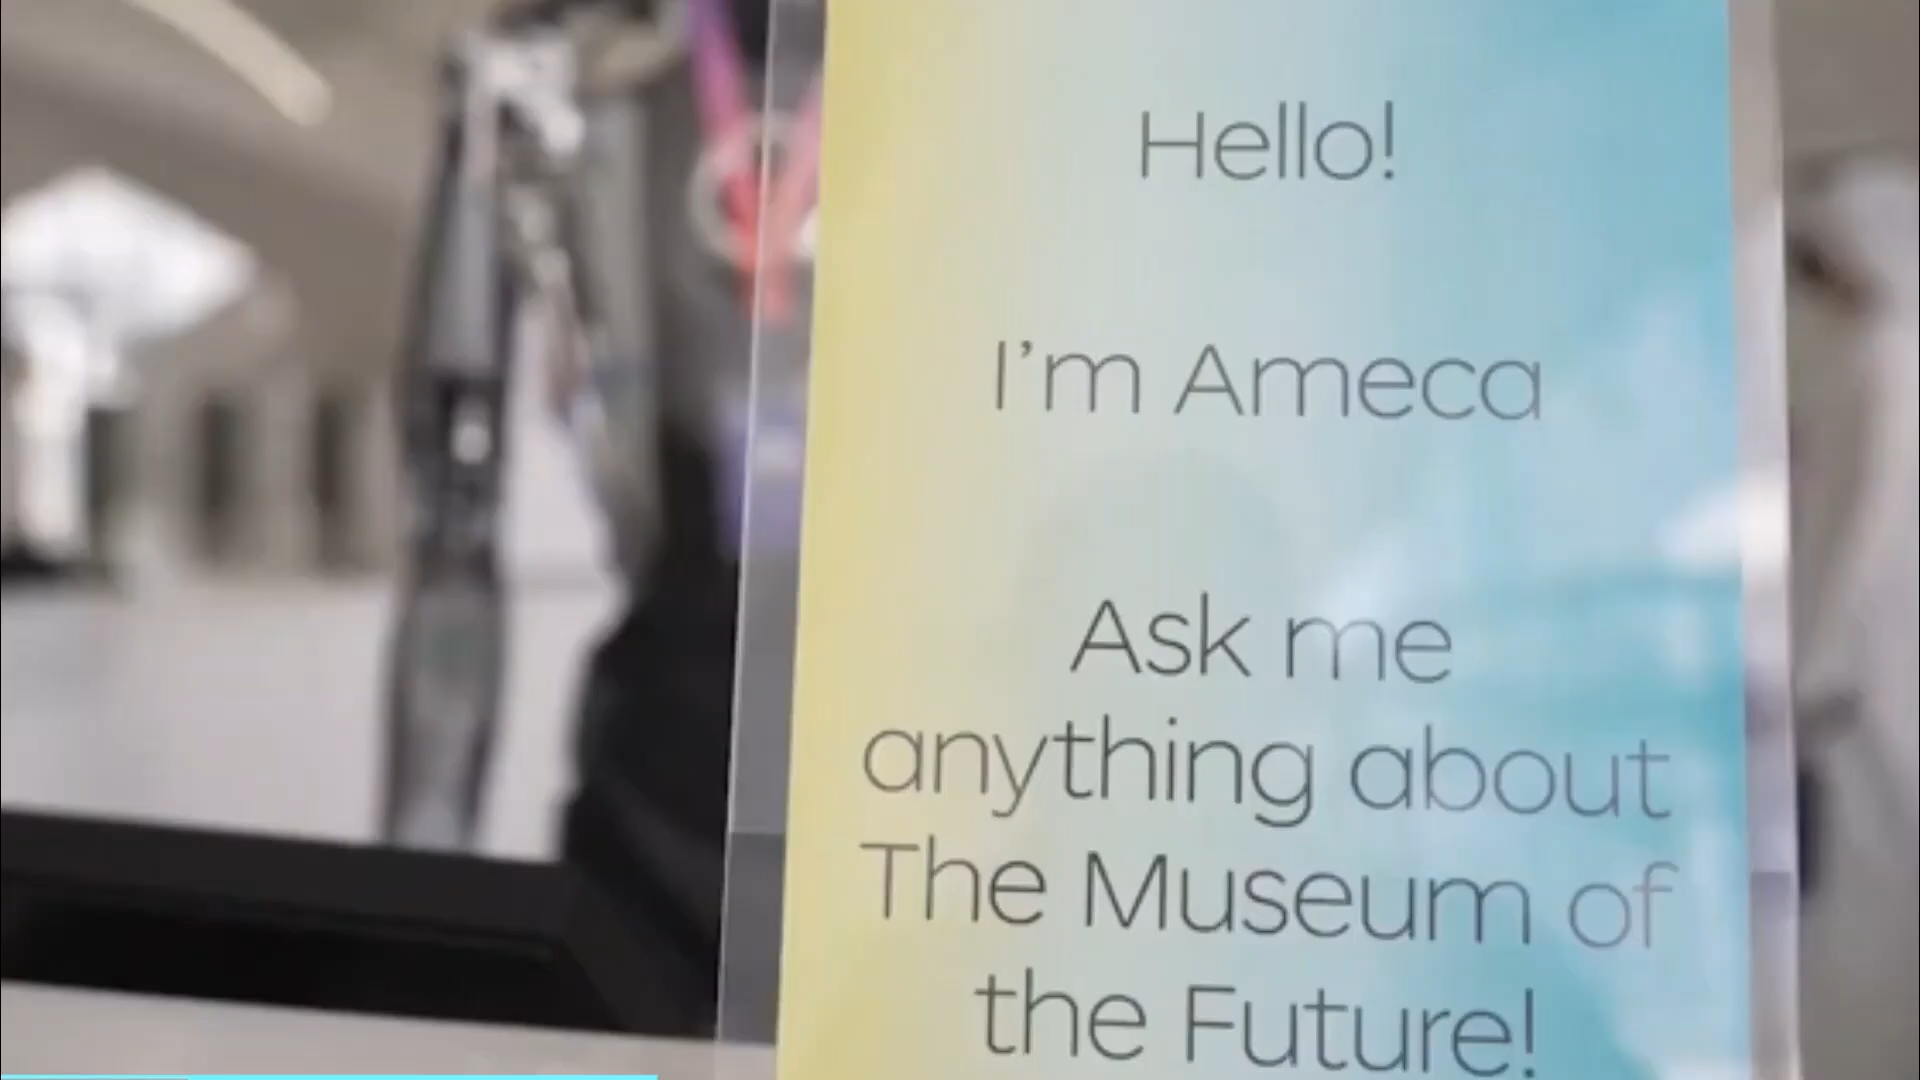 Hello!
I'm Ameca
Ask me
anything about
The Museum of
the Future!